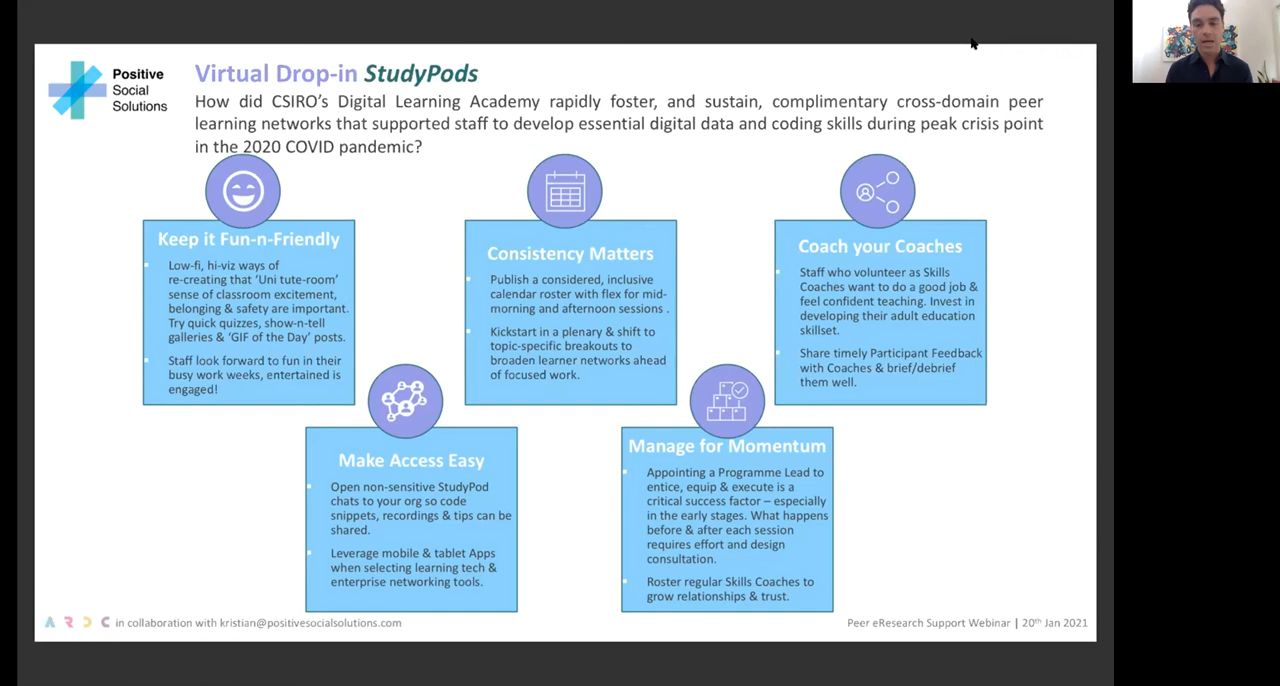 Positive
Social
Solutions
Virtual Drop-in StudyPods
How did CSIRO's Digital Learning Academy rapidly foster, and sustain, complimentary cross-domain peer
learning networks that supported staff to develop essential digital data and coding skills during peak crisis point
in the 2020 COVID pandemic?
Keep it Fun-n-Friendly
Low-fi, hi-viz ways of
re-creating that 'Uni tute-room'
sense of classroom excitement,
belonging & safety are important.
Try quick quizzes, show-n-tell
galleries & 'GIF of the Day' posts.
Staff look forward to fun in their
busy work weeks, entertained is
engaged!
Consistency Matters
Publish a considered, inclusive
calendar roster with flex for mid-
morning and afternoon sessions .
Kickstart in a plenary & shift to
topic-specific breakouts to
broaden learner networks ahead
of focused work.
Coach your Coaches
Staff who volunteer as Skills
Coaches want to do a good job &
feel confident teaching. Invest in
developing their adult education
skillset.
Share timely Participant Feedback
with Coaches & brief/debrief
them well.
Make Access Easy
Open non-sensitive StudyPod
chats to your org so code
snippets, recordings & tips can be
shared.
Leverage mobile & tablet Apps
when selecting learning tech &
enterprise networking tools.
Manage for Momentum
Appointing a Programme Lead to
entice, equip & execute is a
critical success factor – especially
in the early stages. What happens
before & after each session
requires effort and design
consultation.
Roster regular Skills Coaches to
grow relationships & trust.
A R D C in collaboration with kristian@positivesocialsolutions.com
Peer eResearch Support Webinar | 20th Jan 2021